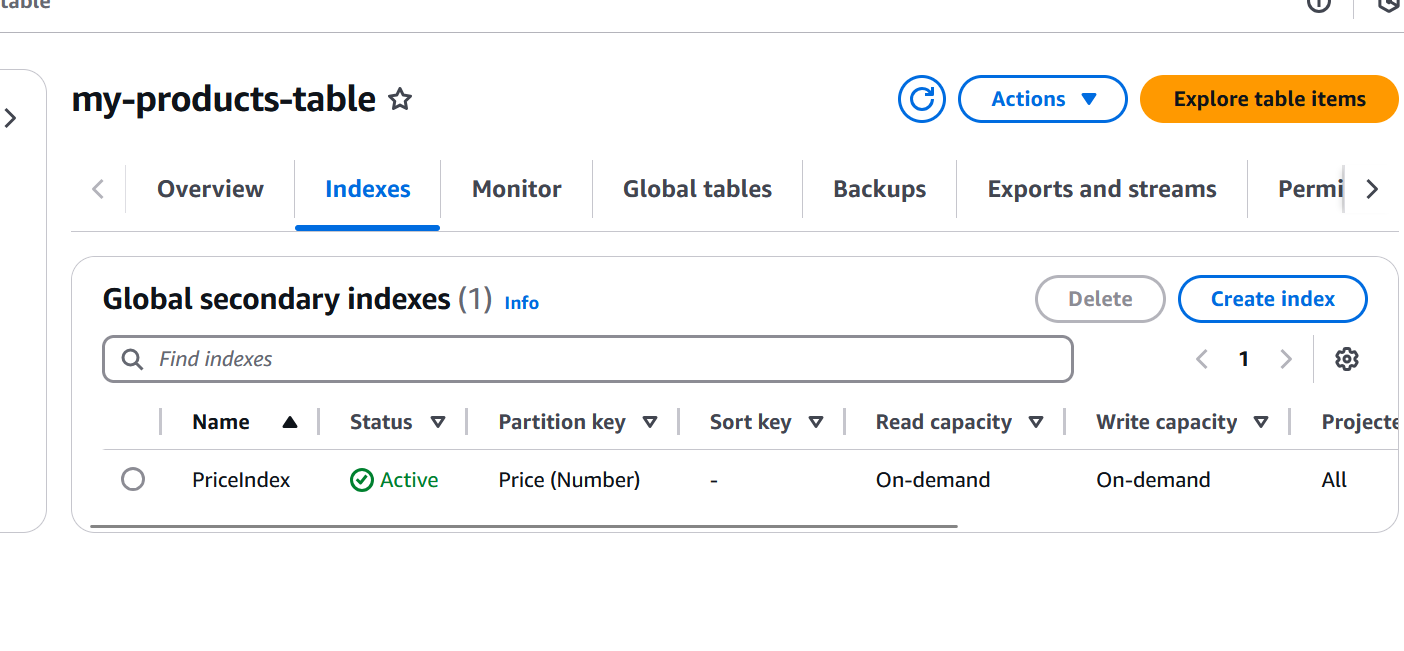 table
my-products-table
Actions
Explore table items
Overview
Indexes
Monitor
Global tables
Backups
Exports and streams
Permi
Global secondary indexes (1) Info
Delete
Create index
Find indexes
1
Name Status Partition key Sort key Read capacity Write capacity Projecte
PriceIndex Active Price (Number) - On-demand On-demand All